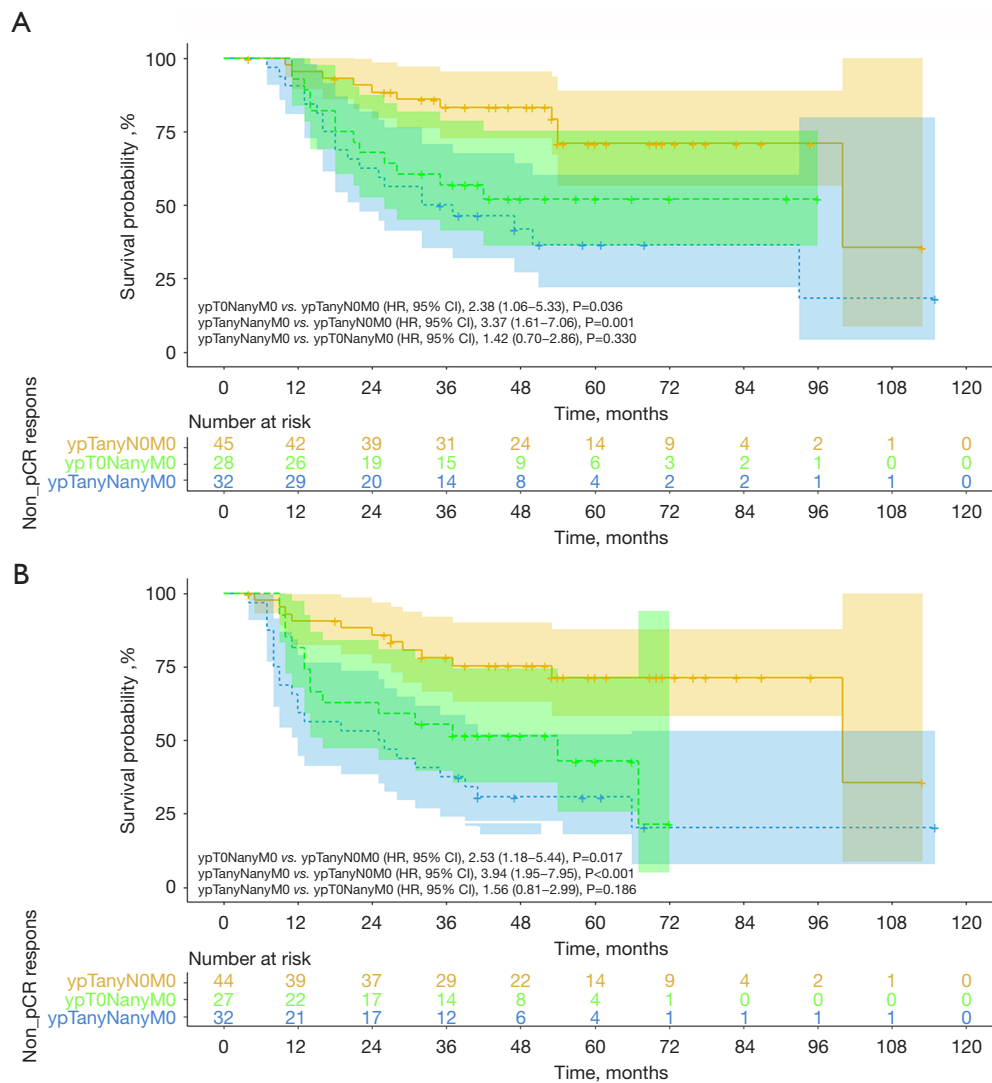 A
100
75
50
25
0
Survival probability ,%
ypT0NanyM0 vs ypTanyN0M0 (HR, 95% CI), 2.38 (1.06–5.33), P=0.036
ypTanyNanyM0 vs. ypTanyN0M0 (HR, 95% CI), 3.37 (1.61–7.06), P=0.001
ypTanyNanyM0 vs. ypT0NanyM0 (HR, 95% CI), 1.42 (0.70–2.86), P=0.330
0 12 24 36 48 60 72 84 96 108 120
Time, months
Non_pCR respons
Number at risk
ypTanyN0M0 45 42 39 31 24 14 9 4 2 1 0
ypT0NanyM0 28 26 19 15 9 6 3 2 1 0 0
ypTanyNanyM0 32 29 20 14 8 4 2 2 1 1 0
0 12 24 36 48 60 72 84 96 108 120
Time, months
B
100
75
50
25
0
Survival probability ,%
ypT0NanyM0 vs. ypTanyN0M0 (HR, 95% CI), 2.53 (1.18–5.44), P=0.017
ypTanyNanyM0 vs. ypTanyN0M0 (HR, 95% CI), 3.94 (1.95–7.95), P<0.001
ypTanyNanyM0 vs. ypT0NanyM0 (HR, 95% CI), 1.56 (0.81–2.99), P=0.186
0 12 24 36 48 60 72 84 96 108 120
Time, months
Non_pCR respons
Number at risk
ypTanyN0M0 44 39 37 29 22 14 9 4 2 1 0
ypT0NanyM0 27 22 17 14 8 4 1 0 0 0 0
ypTanyNanyM0 32 21 17 12 6 4 1 1 1 1 0
0 12 24 36 48 60 72 84 96 108 120
Time, months